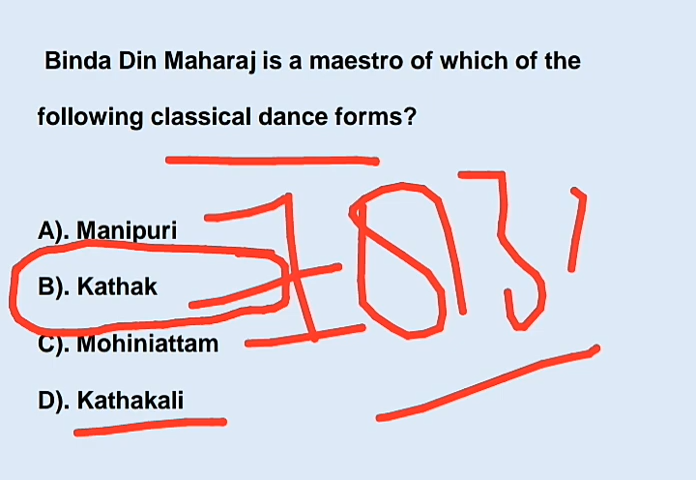 Binda Din Maharaj is a maestro of which of the
following classical dance forms?
A). Manipuri
B). Kathak
C). Mohiniattam
D). Kathakali